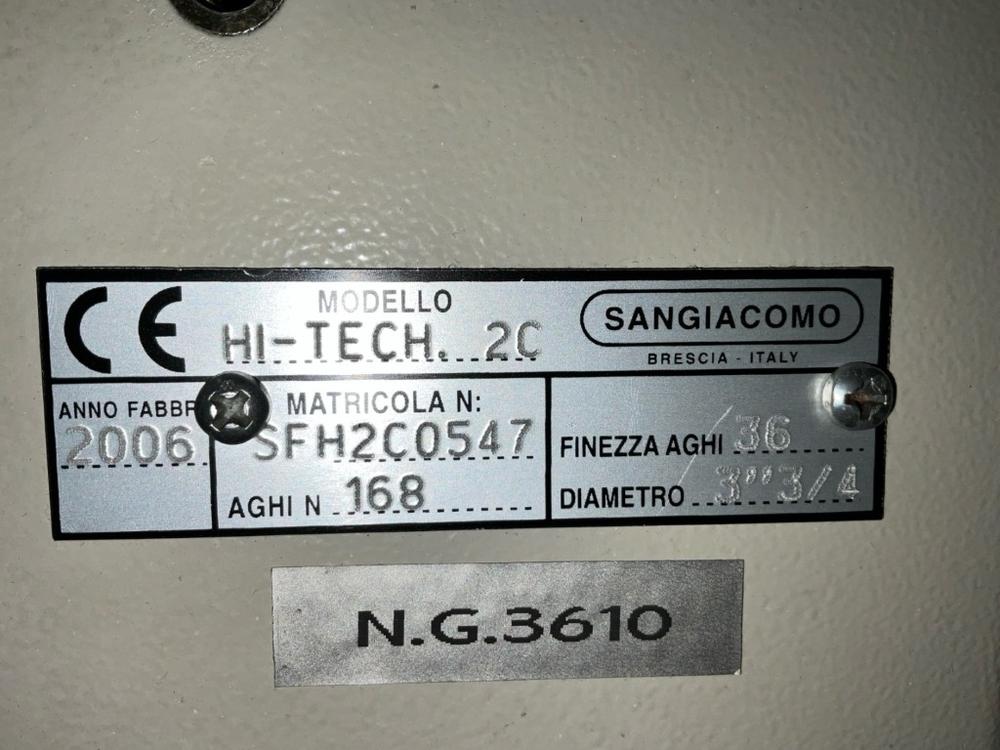 CE
MODELLO
HI-TECH. 2C
SANGIACOMO
BRESCIA - ITALY
ANNO FABBR
2006
MATRICOLA N:
SFH2C0547
AGHI N 168
FINEZZA AGHI 36
DIAMETRO 3"3/4
N.G.3610